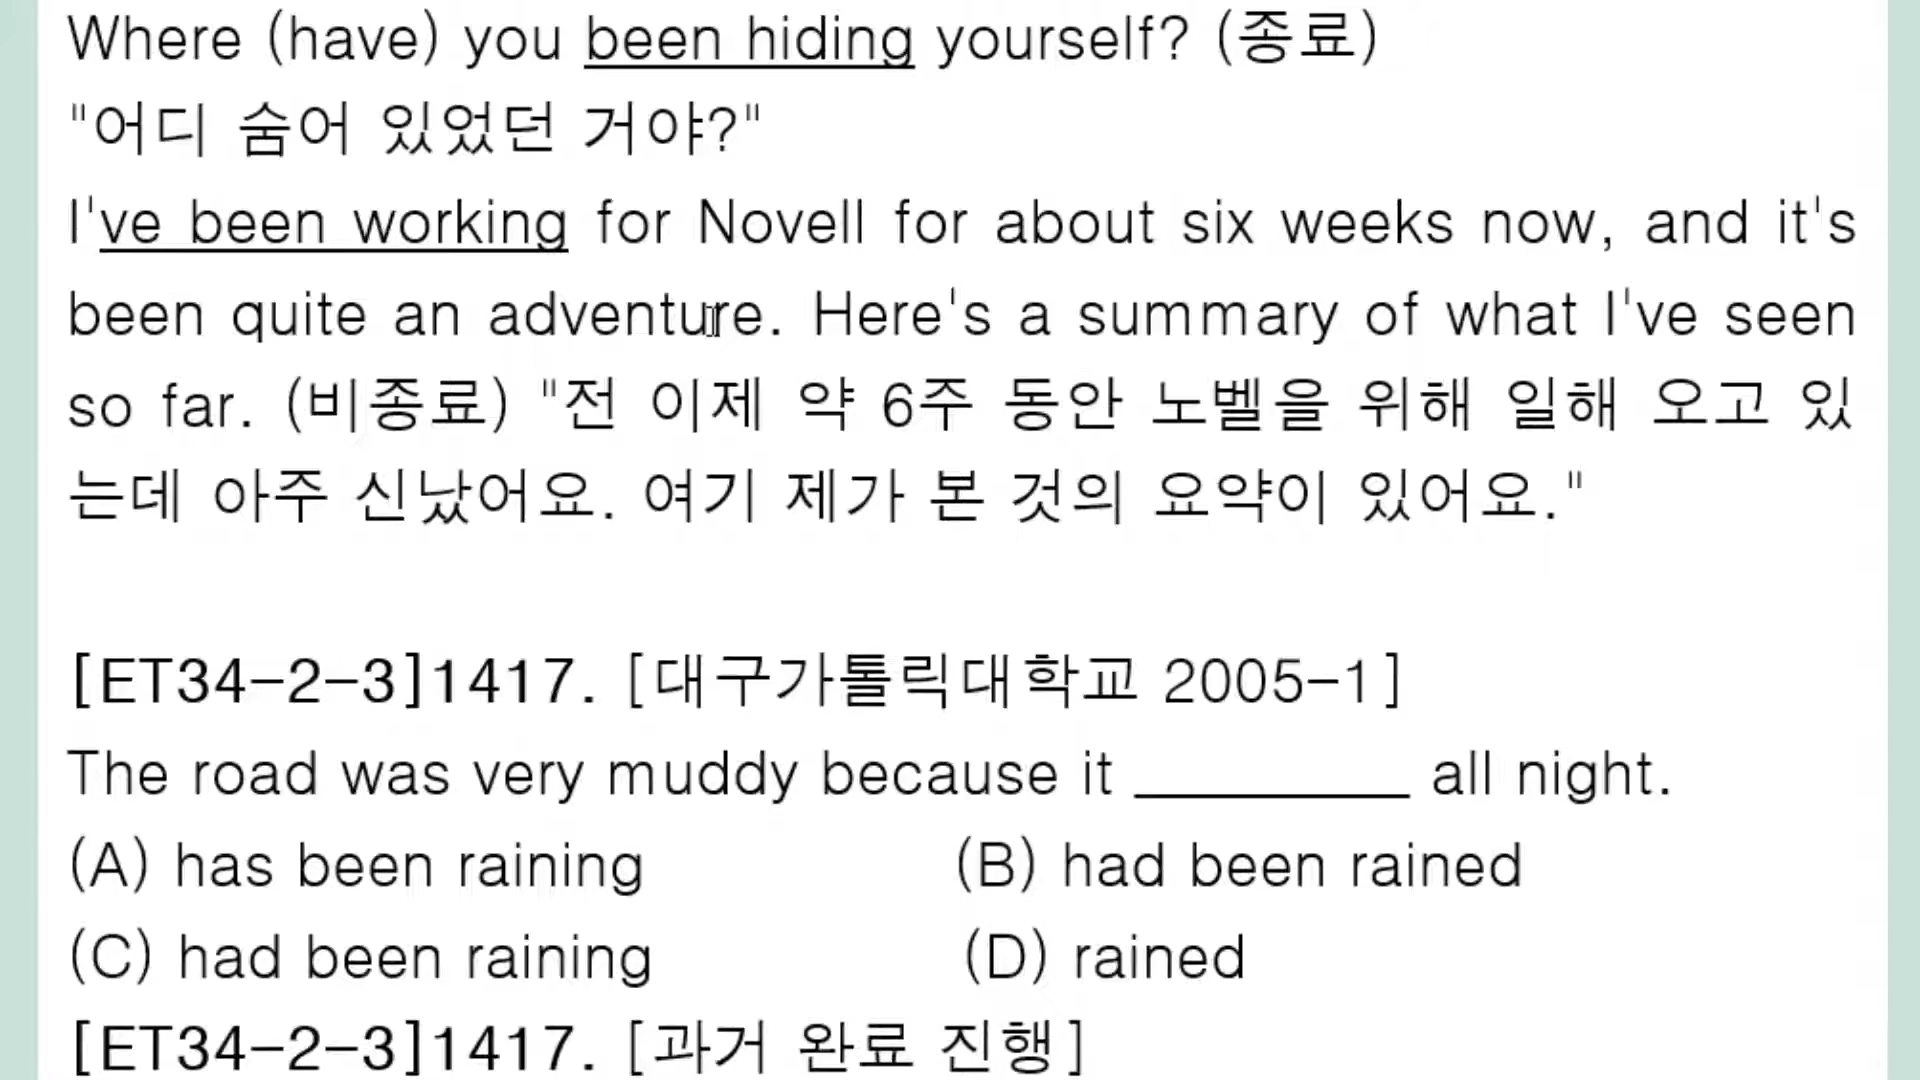 Where (have) you been hiding yourself? (종료)
"어디 숨어 있었던 거야?"
I've been working for Novell for about six weeks now, and it's
been quite an adventure. Here's a summary of what I've seen
so far. (비종료) "전 이제 약 6주 동안 노벨을 위해 일해 오고 있
는데 아주 신났어요. 여기 제가 본 것의 요약이 있어요."
[ET34-2-3]1417. [대구가톨릭대학교 2005-1]
The road was very muddy because it ________ all night.
(A) has been raining (B) had been rained
(C) had been raining (D) rained
[ET34-2-3]1417. [과거 완료 진행]